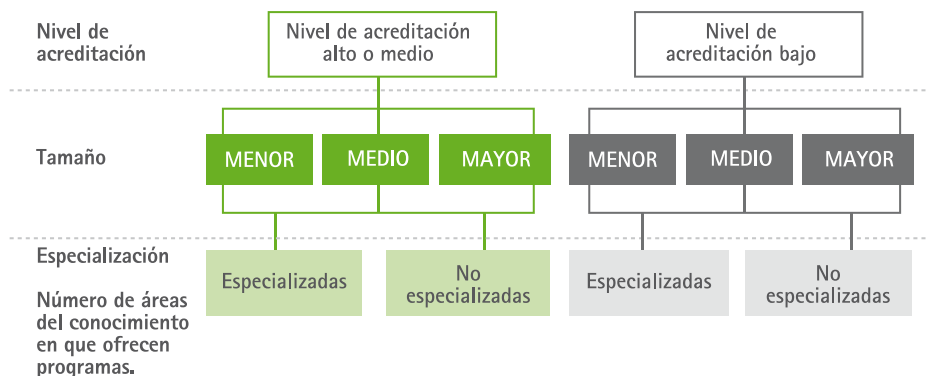 Nivel de
acreditación
Nivel de acreditación
alto o medio
Nivel de
acreditación bajo
Tamaño
MENOR
MEDIO
MAYOR
MENOR
MEDIO
MAYOR
Especialización
Número de áreas
del conocimiento
en que ofrecen
programas.
Especializadas
No
especializadas
Especializadas
No
especializadas